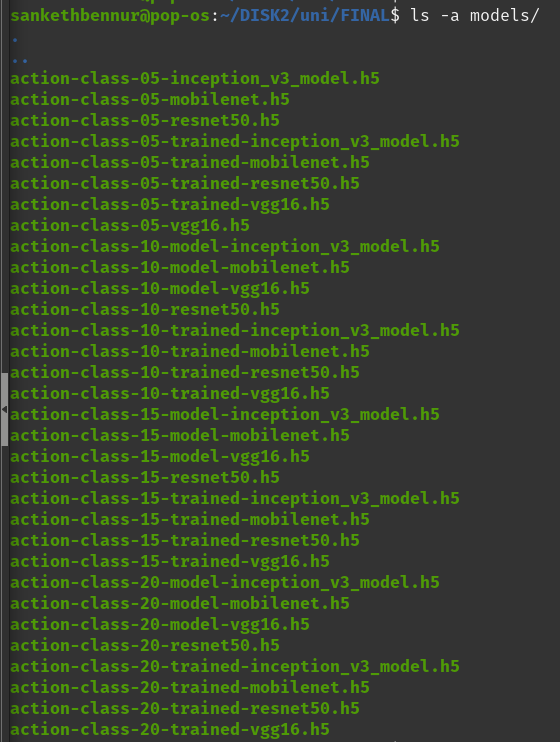 sankethbennur@pop-os:~/DISK2/uni/FINAL$ ls -a models/
.
..
action-class-05-inception_v3_model.h5
action-class-05-mobilenet.h5
action-class-05-resnet50.h5
action-class-05-trained-inception_v3_model.h5
action-class-05-trained-mobilenet.h5
action-class-05-trained-resnet50.h5
action-class-05-trained-vgg16.h5
action-class-05-vgg16.h5
action-class-10-model-inception_v3_model.h5
action-class-10-model-mobilenet.h5
action-class-10-model-vgg16.h5
action-class-10-resnet50.h5
action-class-10-trained-inception_v3_model.h5
action-class-10-trained-mobilenet.h5
action-class-10-trained-resnet50.h5
action-class-10-trained-vgg16.h5
action-class-15-model-inception_v3_model.h5
action-class-15-model-mobilenet.h5
action-class-15-model-vgg16.h5
action-class-15-resnet50.h5
action-class-15-trained-inception_v3_model.h5
action-class-15-trained-mobilenet.h5
action-class-15-trained-resnet50.h5
action-class-15-trained-vgg16.h5
action-class-20-model-inception_v3_model.h5
action-class-20-model-mobilenet.h5
action-class-20-model-vgg16.h5
action-class-20-resnet50.h5
action-class-20-trained-inception_v3_model.h5
action-class-20-trained-mobilenet.h5
action-class-20-trained-resnet50.h5
action-class-20-trained-vgg16.h5